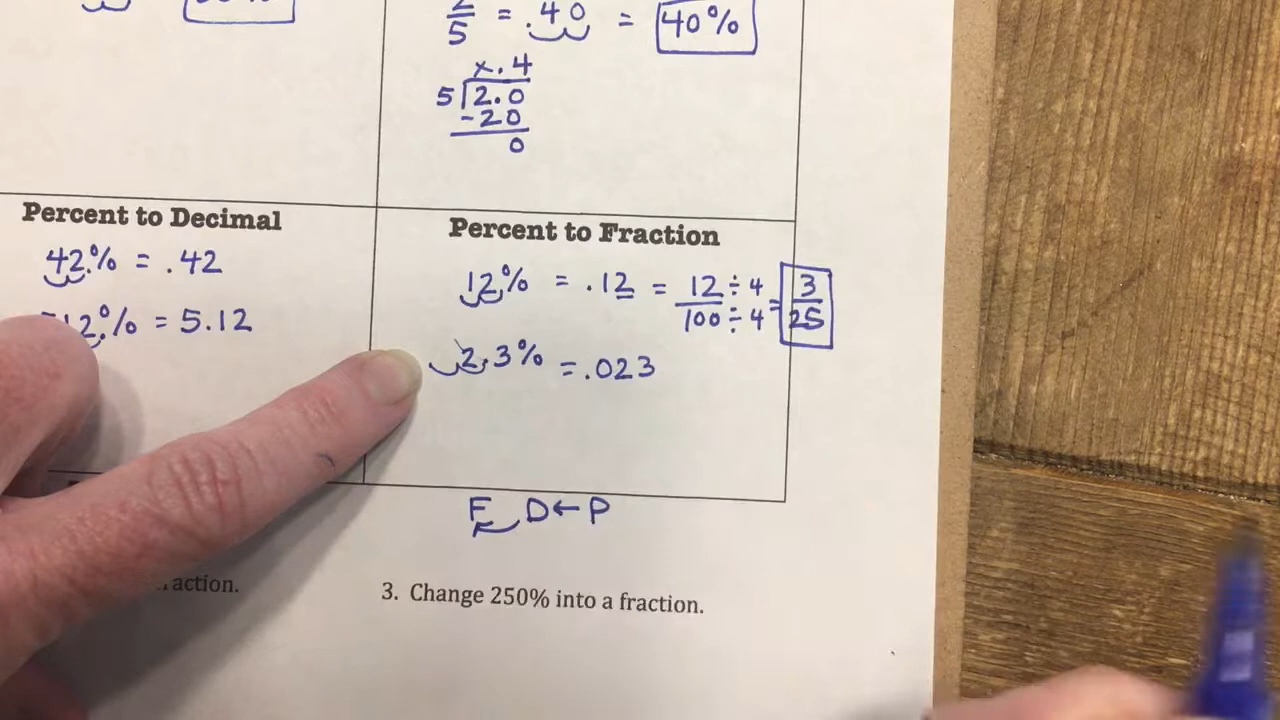 2/5 = .40 = 40%
x.4
5 2.0
-20
0
Percent to Decimal
42.% = .42
12.% = 5.12
Percent to Fraction
12% = .12 = 12 ÷ 4 / 100 ÷ 4 = 3/25
2.3% = .023
F D ← P
action.
3. Change 250% into a fraction.